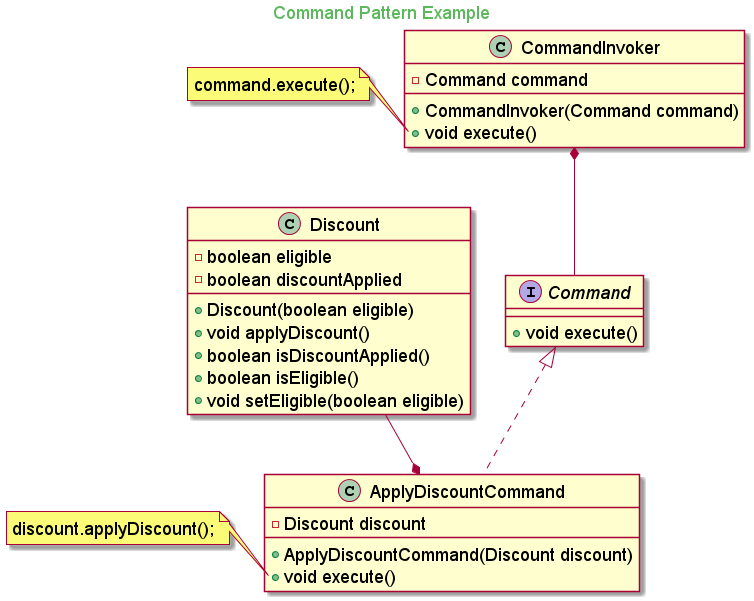 Command Pattern Example
C CommandInvoker
Command command
CommandInvoker(Command command)
void execute()
command.execute();
C Discount
boolean eligible
boolean discountApplied
Discount(boolean eligible)
void applyDiscount()
boolean isDiscountApplied()
boolean isEligible()
void setEligible(boolean eligible)
I Command
void execute()
C ApplyDiscountCommand
Discount discount
ApplyDiscountCommand(Discount discount)
void execute()
discount.applyDiscount();